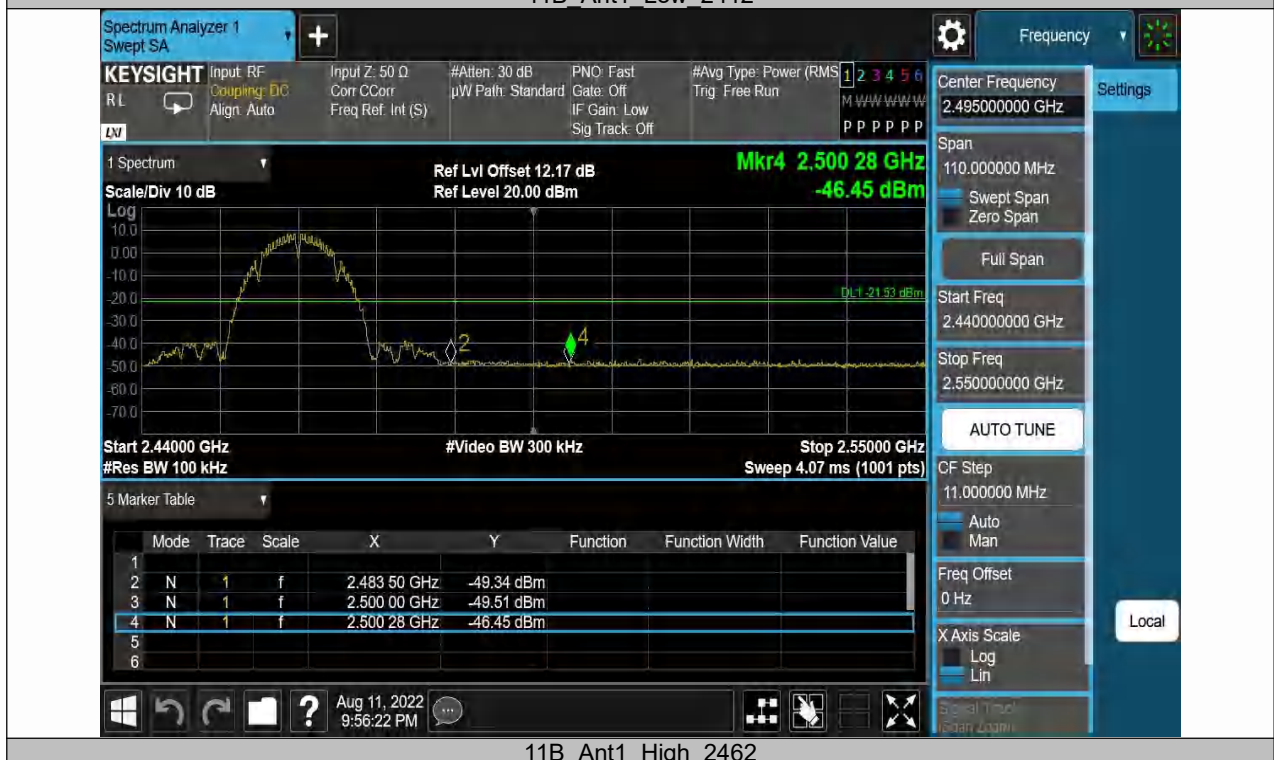 11B_Ant1_Low_2412
Spectrum Analyzer 1
Swept SA
Frequency
KEYSIGHT
RL
LXI
Input: RF
Coupling: DC
Align: Auto
Input Z: 50 Ω
Corr CCorr
Freq Ref: Int (S)
#Atten: 30 dB
µW Path: Standard
PNO: Fast
Gate: Off
IF Gain: Low
Sig Track: Off
#Avg Type: Power (RMS
Trig: Free Run
1 2 3 4 5 6
M W W W W W
P P P P P P
Center Frequency
2.495000000 GHz
Settings
Span
110.000000 MHz
Swept Span
Zero Span
Full Span
Start Freq
2.440000000 GHz
Stop Freq
2.550000000 GHz
AUTO TUNE
CF Step
11.000000 MHz
Auto
Man
Freq Offset
0 Hz
X Axis Scale
Log
Lin
Signal Track
(Span Zoom)
Local
1 Spectrum
Scale/Div 10 dB
Ref Lvl Offset 12.17 dB
Ref Level 20.00 dBm
Mkr4 2.500 28 GHz
-46.45 dBm
Log
10.0
0.00
-10.0
-20.0
-30.0
-40.0
-50.0
-60.0
-70.0
DL1 -21.53 dBm
2
4
Start 2.44000 GHz
#Res BW 100 kHz
#Video BW 300 kHz
Stop 2.55000 GHz
Sweep 4.07 ms (1001 pts)
5 Marker Table
Mode Trace Scale X Y Function Function Width Function Value
1
2 N 1 f 2.483 50 GHz -49.34 dBm
3 N 1 f 2.500 00 GHz -49.51 dBm
4 N 1 f 2.500 28 GHz -46.45 dBm
5
6
?
Aug 11, 2022
9:56:22 PM
11B_Ant1_High_2462